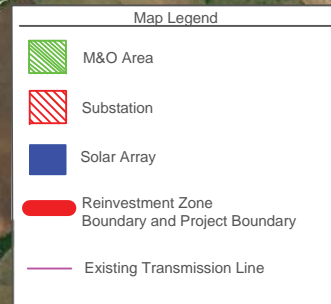 Map Legend
M&O Area
Substation
Solar Array
Reinvestment Zone
Boundary and Project Boundary
Existing Transmission Line